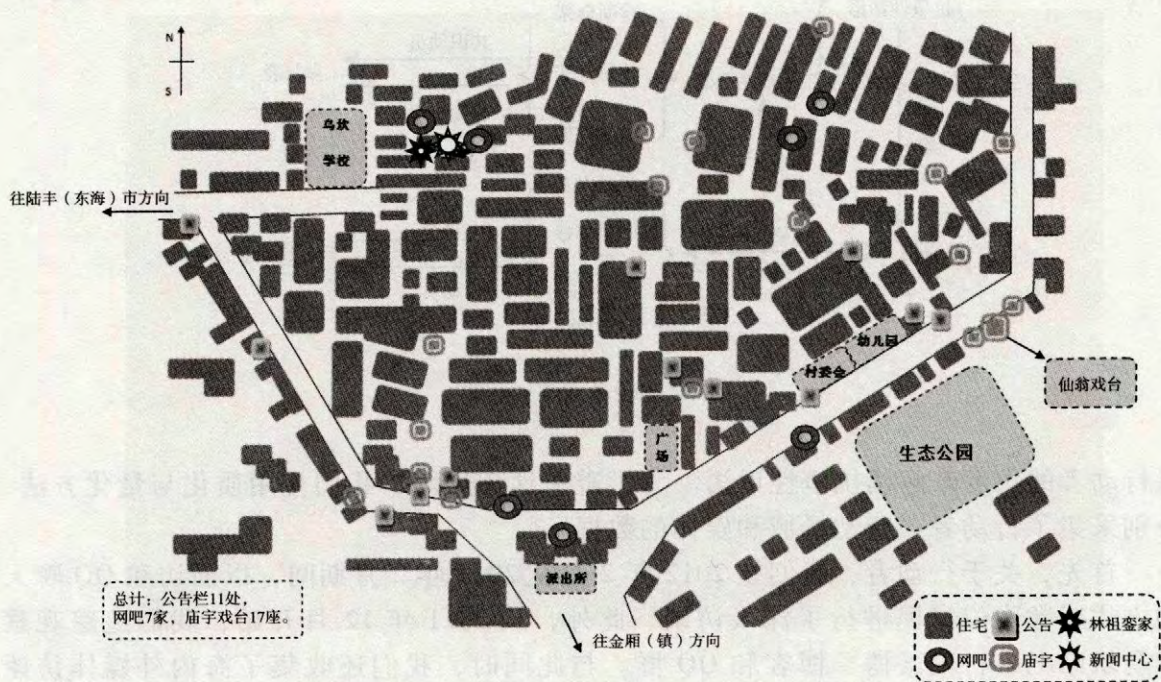 N
S
乌坎
学校
往陆丰（东海）市方向
幼儿园
村委会
仙翁戏台
广
场
生态公园
派出所
总计：公告栏11处，
网吧7家，庙宇戏台17座。
往金厢（镇）方向
住宅 公告 林祖銮家
网吧 庙宇 新闻中心